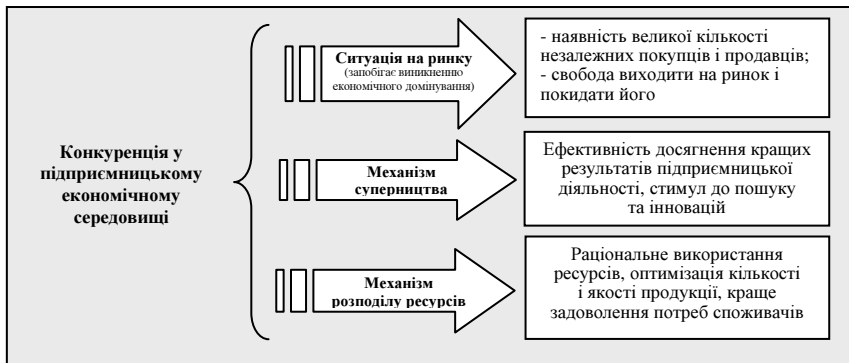 Конкуренція у
підприємницькому
економічному
середовищі
Ситуація на ринку
(запобігає виникненню
економічного домінування)
- наявність великої кількості
незалежних покупців і продавців;
- свобода виходити на ринок і
покидати його
Механізм
суперництва
Ефективність досягнення кращих
результатів підприємницької
діяльності, стимул до пошуку
та інновацій
Механізм
розподілу ресурсів
Раціональне використання
ресурсів, оптимізація кількості
і якості продукції, краще
задоволення потреб споживачів